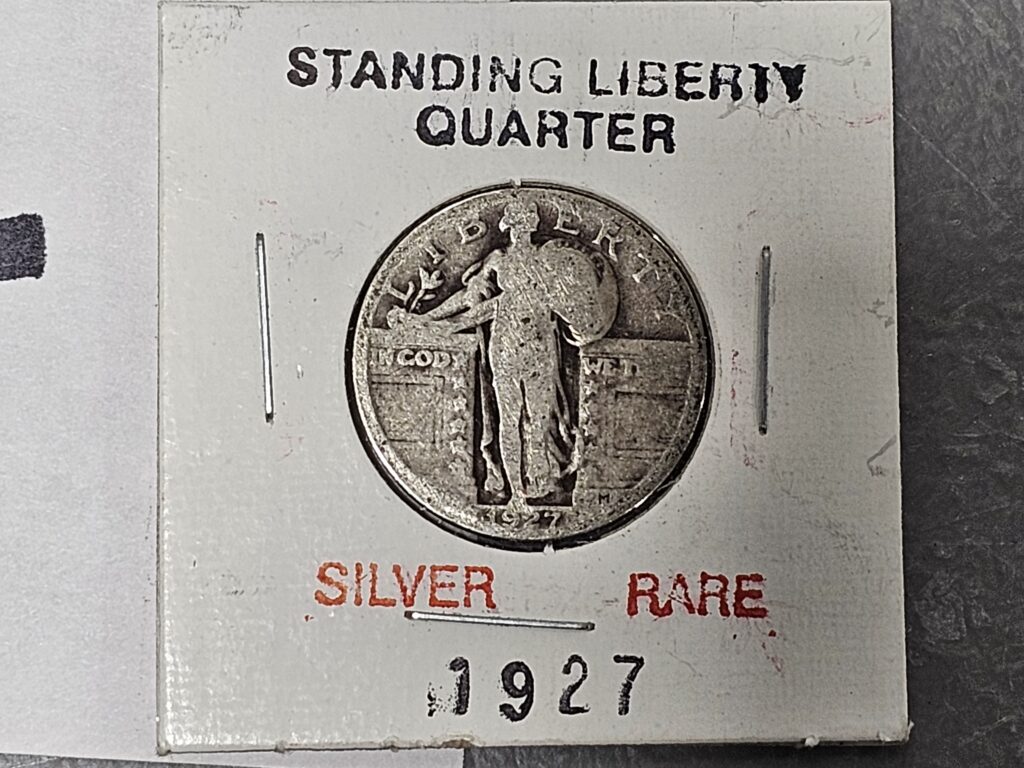 STANDING LIBERTY
QUARTER
LIBERTY
IN GOD
WE
M
1927
SILVER RARE
1927